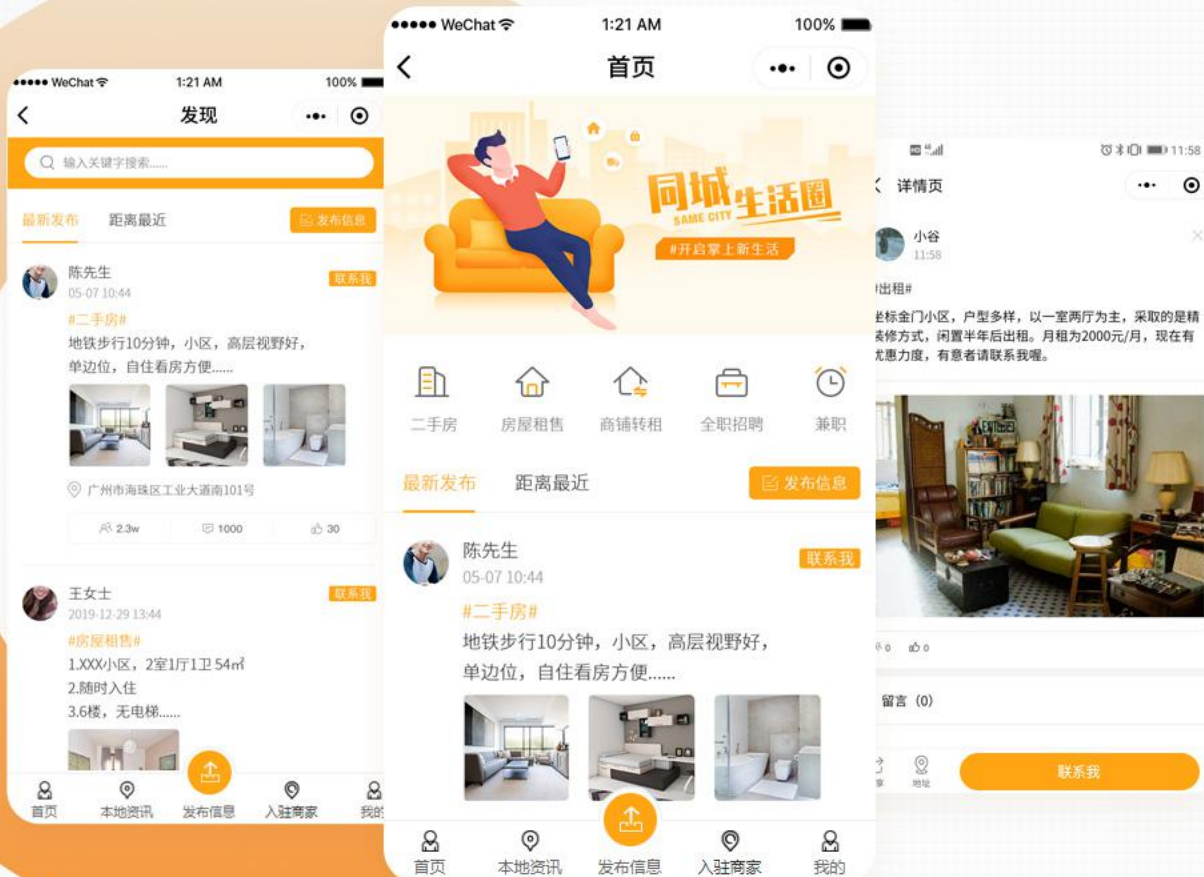 WeChat 1:21 AM 100%
发现
输入关键字搜索......
最新发布 距离最近 发布信息
陈先生 联系我
05-07 10:44
#二手房#
地铁步行10分钟，小区，高层视野好，
单边位，自住看房方便......
广州市海珠区工业大道南101号
2.3w 1000 30
王女士 联系我
2019-12-29 13:44
#房屋租售#
1.XXX小区，2室1厅1卫 54㎡
2.随时入住
3.6楼，无电梯......
首页 本地资讯 发布信息 入驻商家 我的
WeChat 1:21 AM 100%
首页
同城生活圈
SAME CITY
#开启掌上新生活
二手房 房屋租售 商铺转租 全职招聘 兼职
最新发布 距离最近 发布信息
陈先生 联系我
05-07 10:44
#二手房#
地铁步行10分钟，小区，高层视野好，
单边位，自住看房方便......
首页 本地资讯 发布信息 入驻商家 我的
HD 11:58
详情页
小谷
11:58
#出租#
坐标金门小区，户型多样，以一室两厅为主，采取的是精
装修方式，闲置半年后出租。月租为2000元/月，现在有
优惠力度，有意者请联系我喔。
0 0
留言（0）
地址 联系我